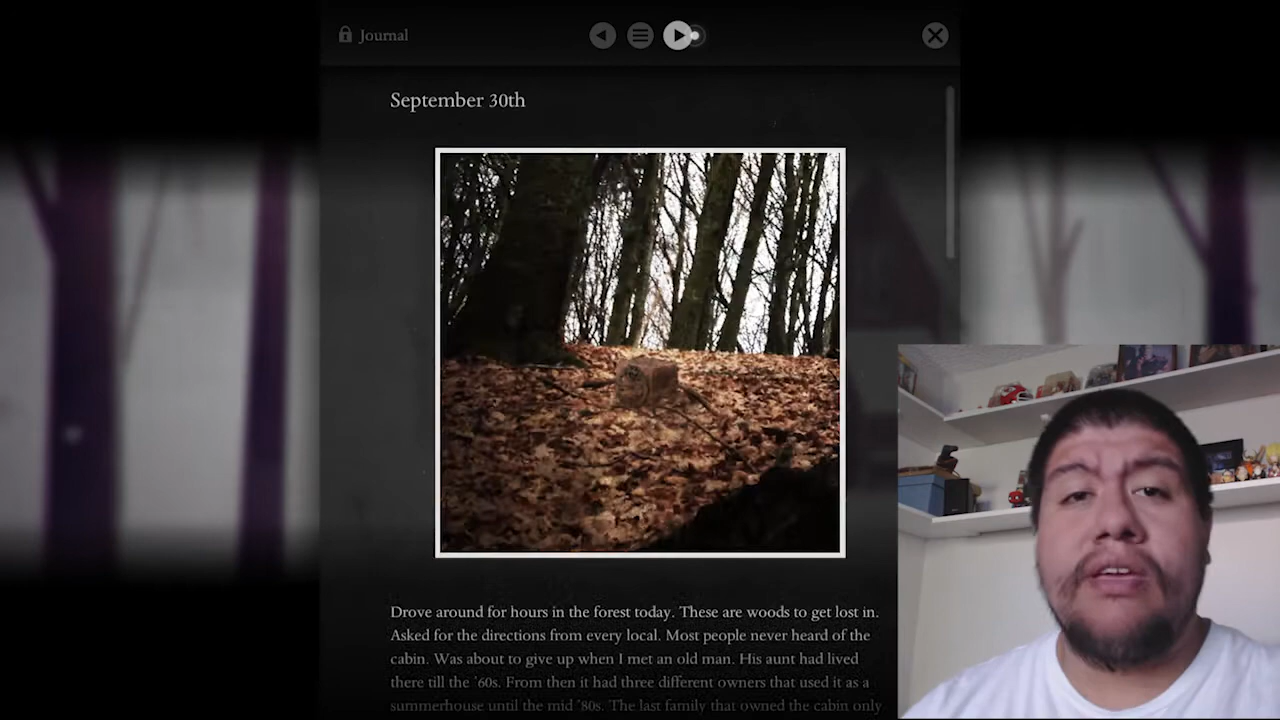 Journal
September 30th
Drove around for hours in the forest today. These are woods to get lost in.
Asked for the directions from every local. Most people never heard of the
cabin. Was about to give up when I met an old man. His aunt had lived
there till the '60s. From then it had three different owners that used it as a
summerhouse until the mid '80s. The last family that owned the cabin only